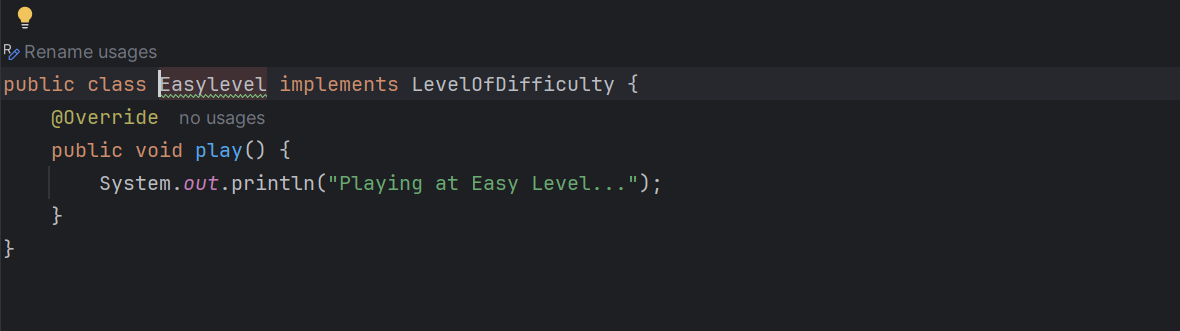 Rename usages
public class Easylevel implements LevelOfDifficulty {
@Override no usages
public void play() {
System.out.println("Playing at Easy Level...");
}
}